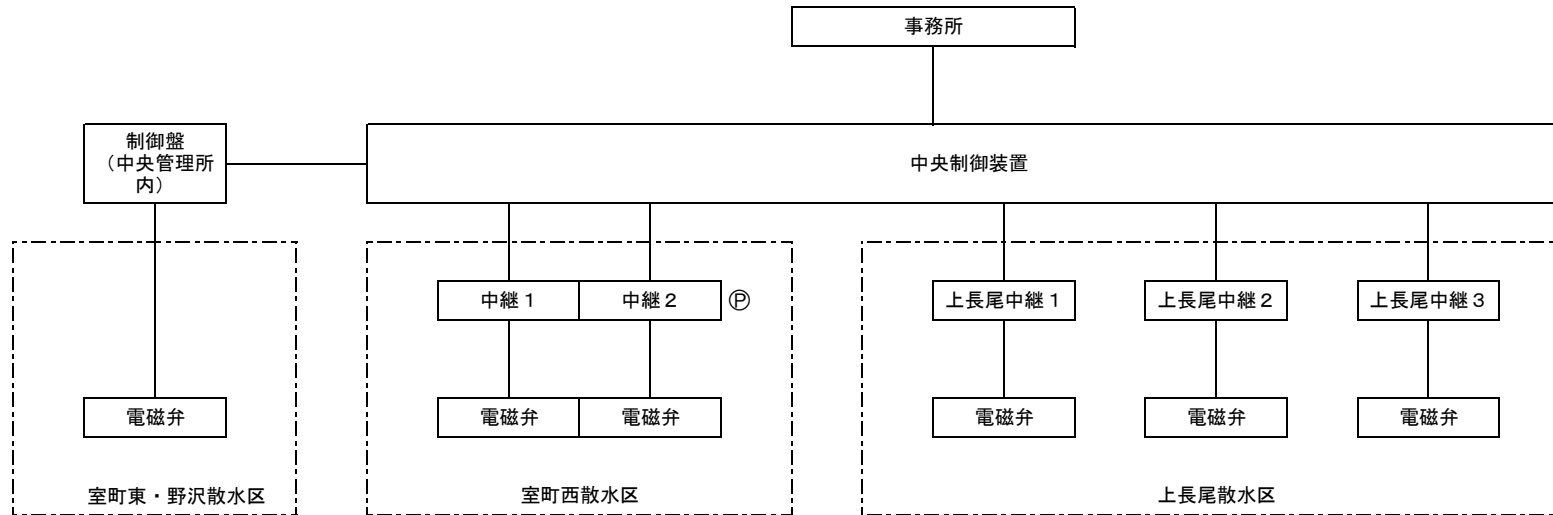 事務所
制御盤
（中央管理所
内）
中央制御装置
中継１
中継２
Ⓟ
上長尾中継１
上長尾中継２
上長尾中継３
電磁弁
電磁弁
電磁弁
電磁弁
電磁弁
電磁弁
室町東・野沢散水区
室町西散水区
上長尾散水区